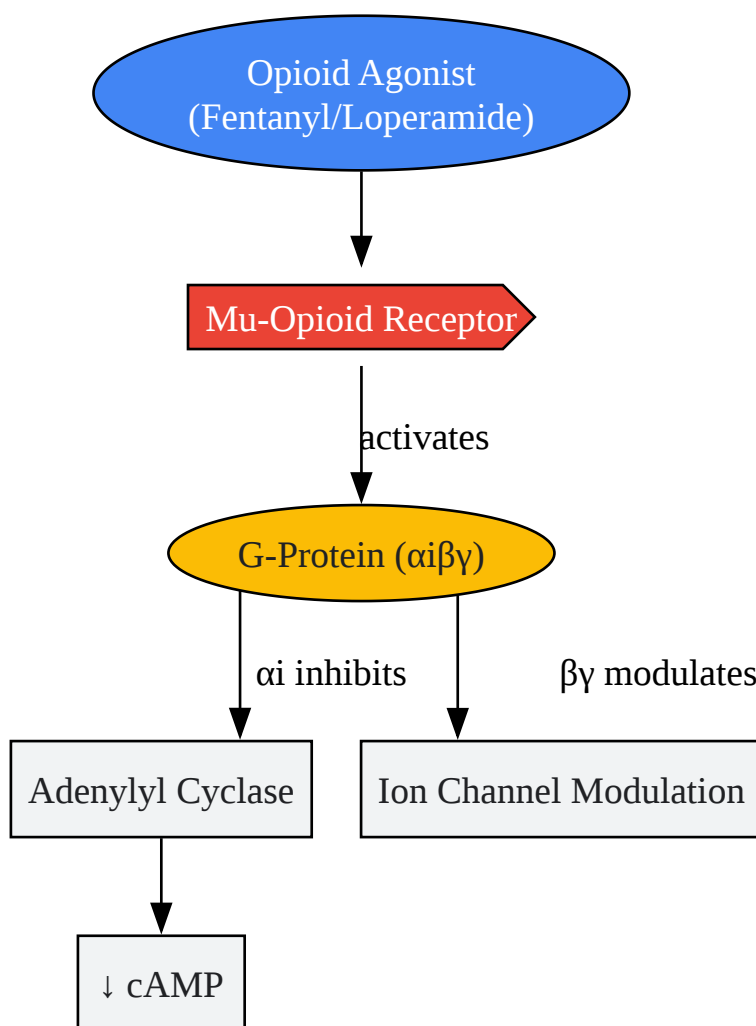 Opioid Agonist
(Fentanyl/Loperamide)
Mu-Opioid Receptor
activates
G-Protein (αiβγ)
αi inhibits
βγ modulates
Adenylyl Cyclase
Ion Channel Modulation
↓ cAMP